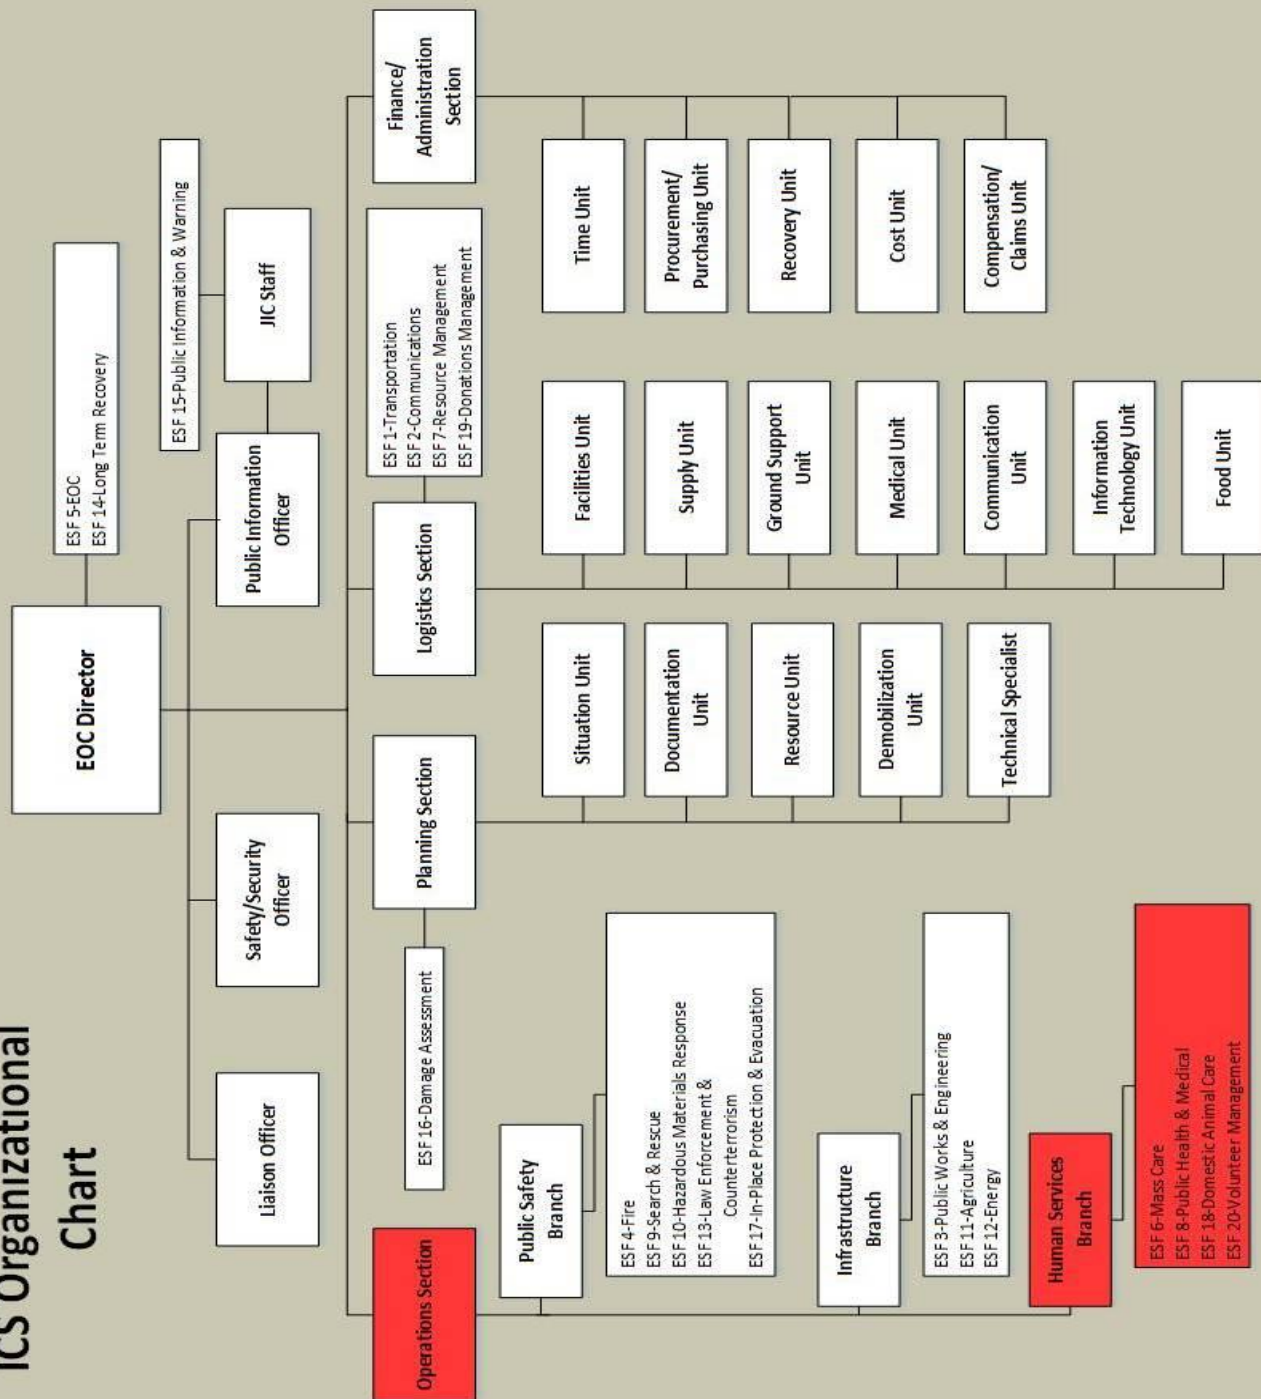 ICS Organizational
Chart
EOC Director
ESF 5-EOC
ESF 14-Long Term Recovery
Liaison Officer
Safety/Security
Officer
Public Information
Officer
JIC Staff
ESF 15-Public Information & Warning
Operations Section
ESF 16-Damage Assessment
Planning Section
Logistics Section
ESF 1-Transportation
ESF 2-Communications
ESF 7-Resource Management
ESF 19-Donations Management
Finance/
Administration
Section
Public Safety
Branch
ESF 4-Fire
ESF 9-Search & Rescue
ESF 10-Hazardous Materials Response
ESF 13-Law Enforcement &
Counterterrorism
ESF 17-In-Place Protection & Evacuation
Infrastructure
Branch
ESF 3-Public Works & Engineering
ESF 11-Agriculture
ESF 12-Energy
Human Services
Branch
ESF 6-Mass Care
ESF 8-Public Health & Medical
ESF 18-Domestic Animal Care
ESF 20-Volunteer Management
Situation Unit
Documentation
Unit
Resource Unit
Demobilization
Unit
Technical Specialist
Facilities Unit
Supply Unit
Ground Support
Unit
Medical Unit
Communication
Unit
Information
Technology Unit
Food Unit
Time Unit
Procurement/
Purchasing Unit
Recovery Unit
Cost Unit
Compensation/
Claims Unit